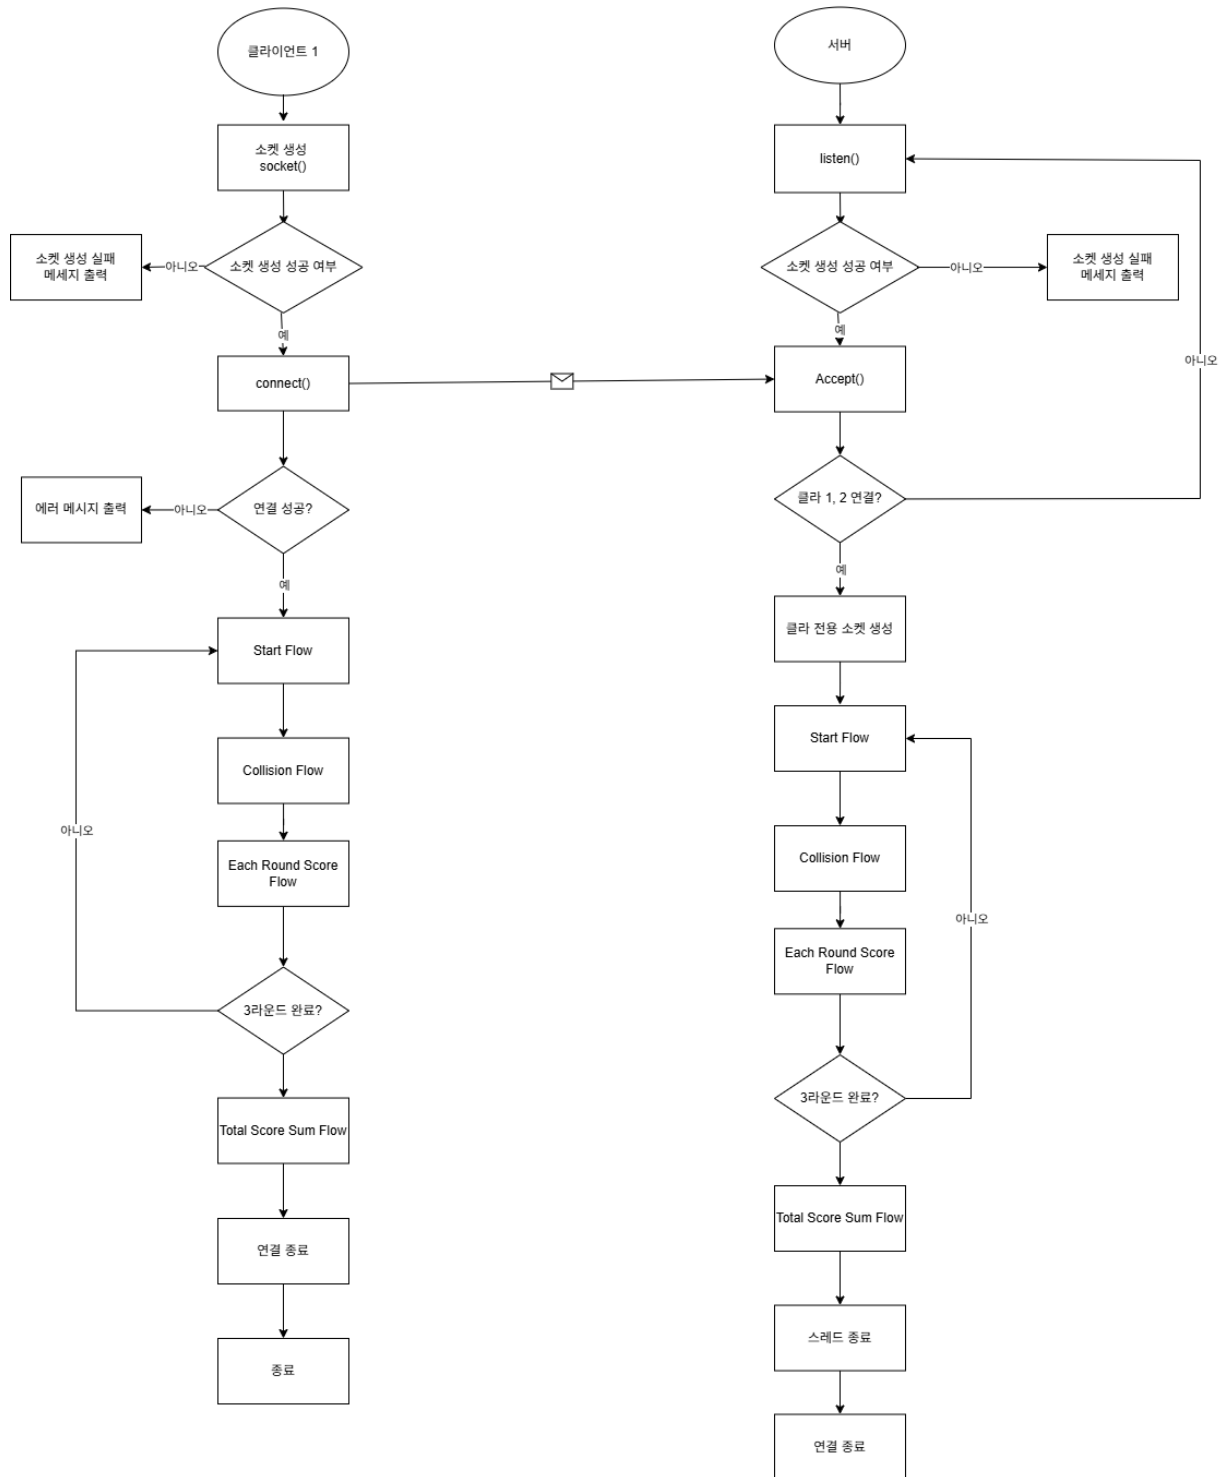 클라이언트 1
소켓 생성
socket()
소켓 생성 성공 여부
아니오
소켓 생성 실패
메세지 출력
예
connect()
연결 성공?
아니오
에러 메시지 출력
예
Start Flow
Collision Flow
Each Round Score
Flow
3라운드 완료?
아니오
Total Score Sum Flow
연결 종료
종료
서버
listen()
소켓 생성 성공 여부
아니오
소켓 생성 실패
메세지 출력
예
Accept()
클라 1, 2 연결?
아니오
예
클라 전용 소켓 생성
Start Flow
Collision Flow
Each Round Score
Flow
3라운드 완료?
아니오
Total Score Sum Flow
스레드 종료
연결 종료